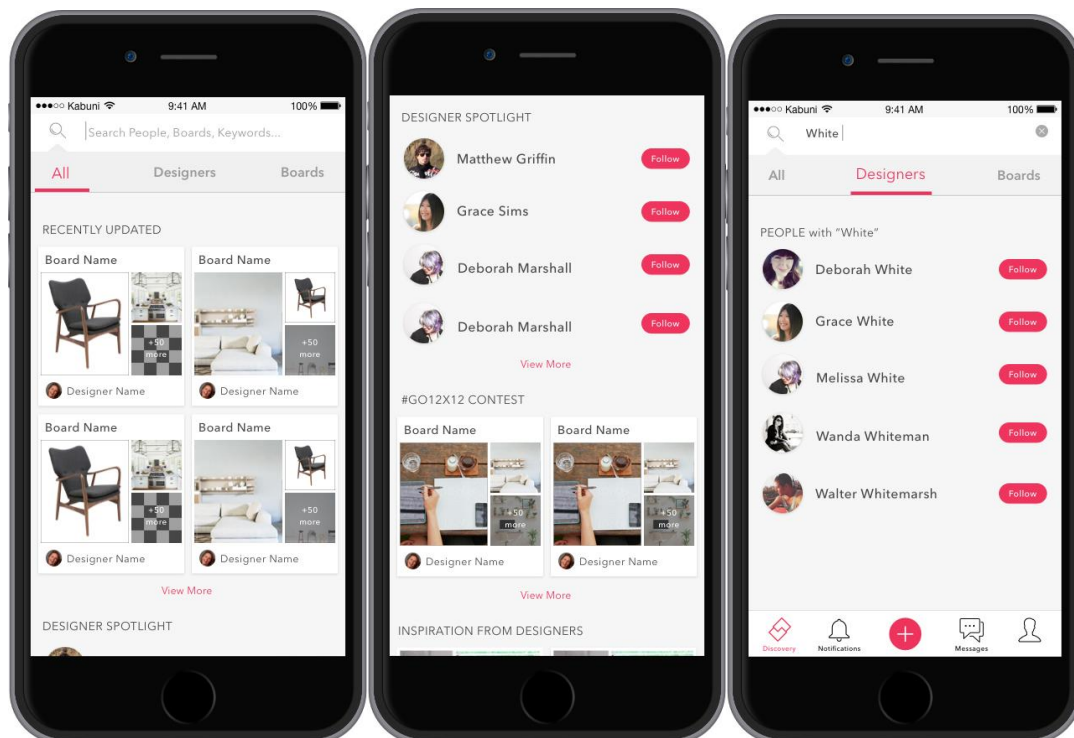 Kabuni 9:41 AM 100%
Search People, Boards, Keywords...
All Designers Boards
RECENTLY UPDATED
Board Name Board Name
+50 more +50 more
Designer Name Designer Name
Board Name Board Name
+50 more +50 more
Designer Name Designer Name
View More
DESIGNER SPOTLIGHT
DESIGNER SPOTLIGHT
Matthew Griffin Follow
Grace Sims Follow
Deborah Marshall Follow
Deborah Marshall Follow
View More
#GO12X12 CONTEST
Board Name Board Name
+50 more +50 more
Designer Name Designer Name
View More
INSPIRATION FROM DESIGNERS
Kabuni 9:41 AM 100%
White
All Designers Boards
PEOPLE with “White”
Deborah White Follow
Grace White Follow
Melissa White Follow
Wanda Whiteman Follow
Walter Whitemarsh Follow
Discovery Notifications Messages